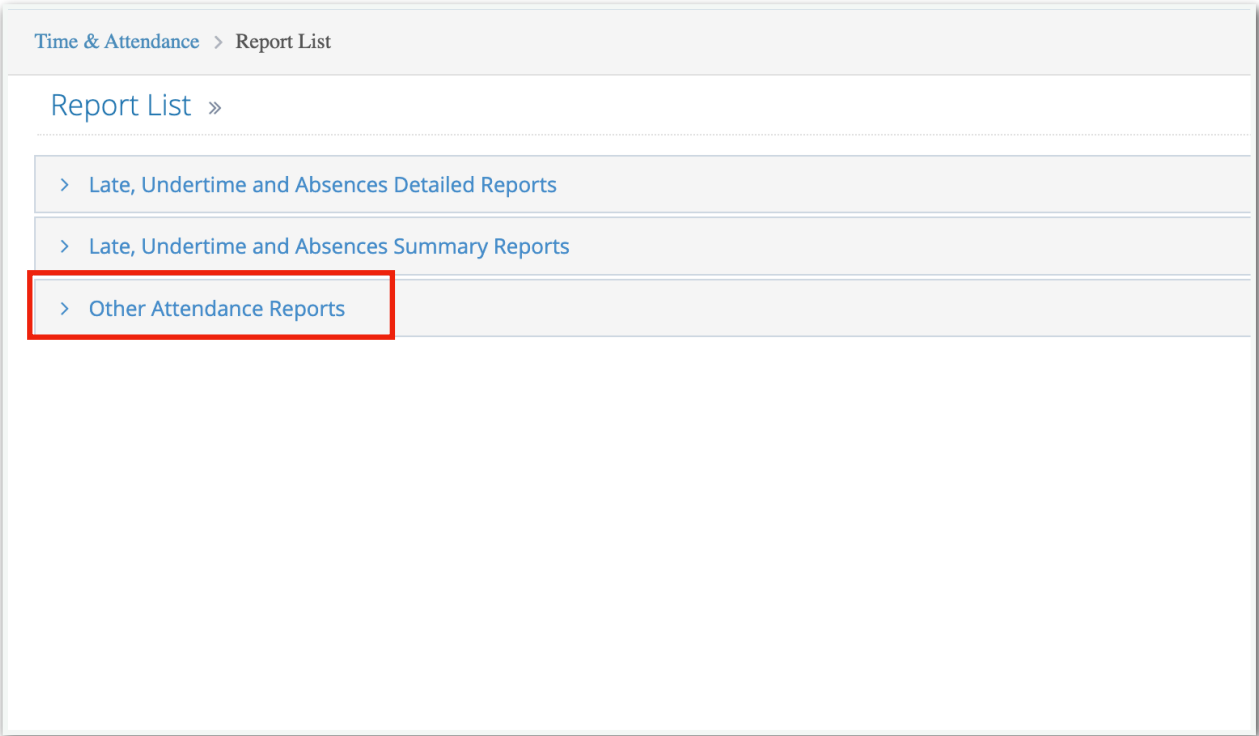 Time & Attendance > Report List
Report List »
> Late, Undertime and Absences Detailed Reports
> Late, Undertime and Absences Summary Reports
> Other Attendance Reports